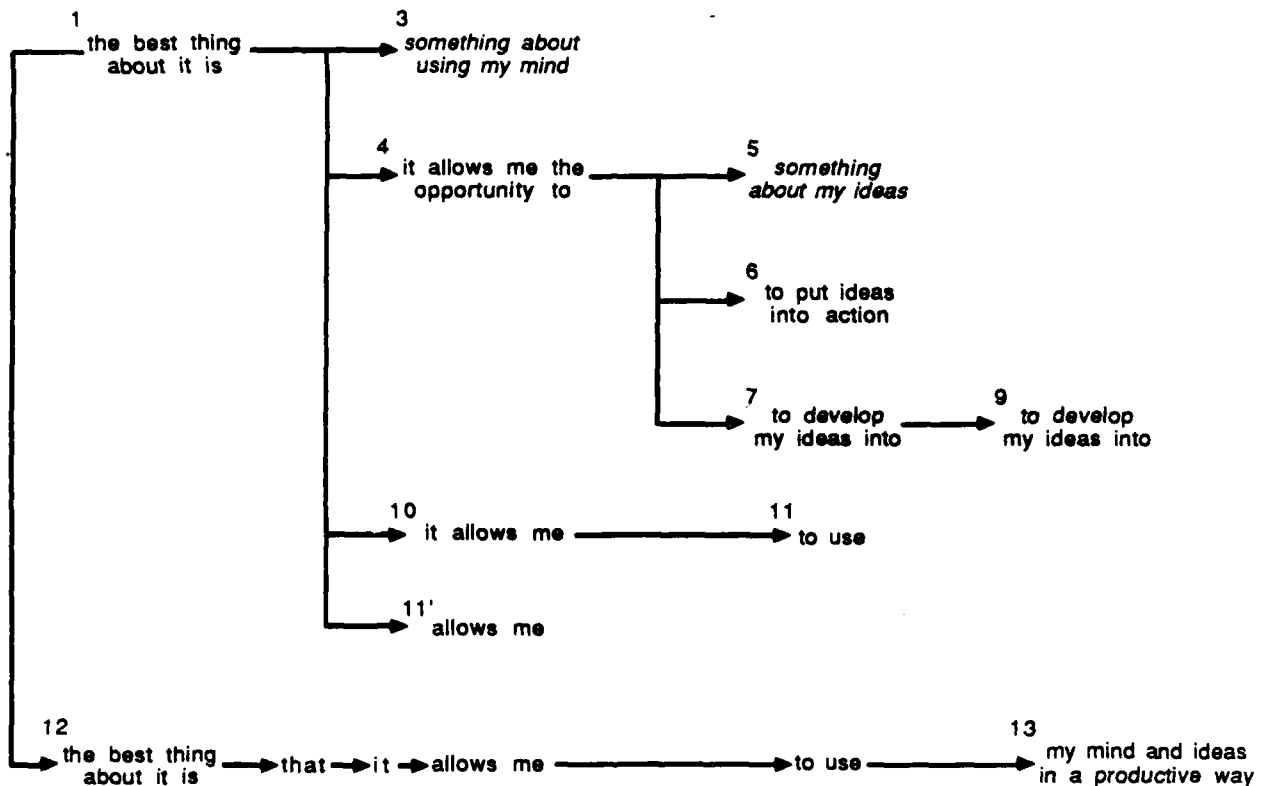 1
the best thing
about it is
3
something about
using my mind
4
it allows me the
opportunity to
5
something
about my ideas
6
to put ideas
into action
7
to develop
my ideas into
9
to develop
my ideas into
10
it allows me
11
to use
11'
allows me
12
the best thing
about it is
that
it
allows me
to use
13
my mind and ideas
in a productive way